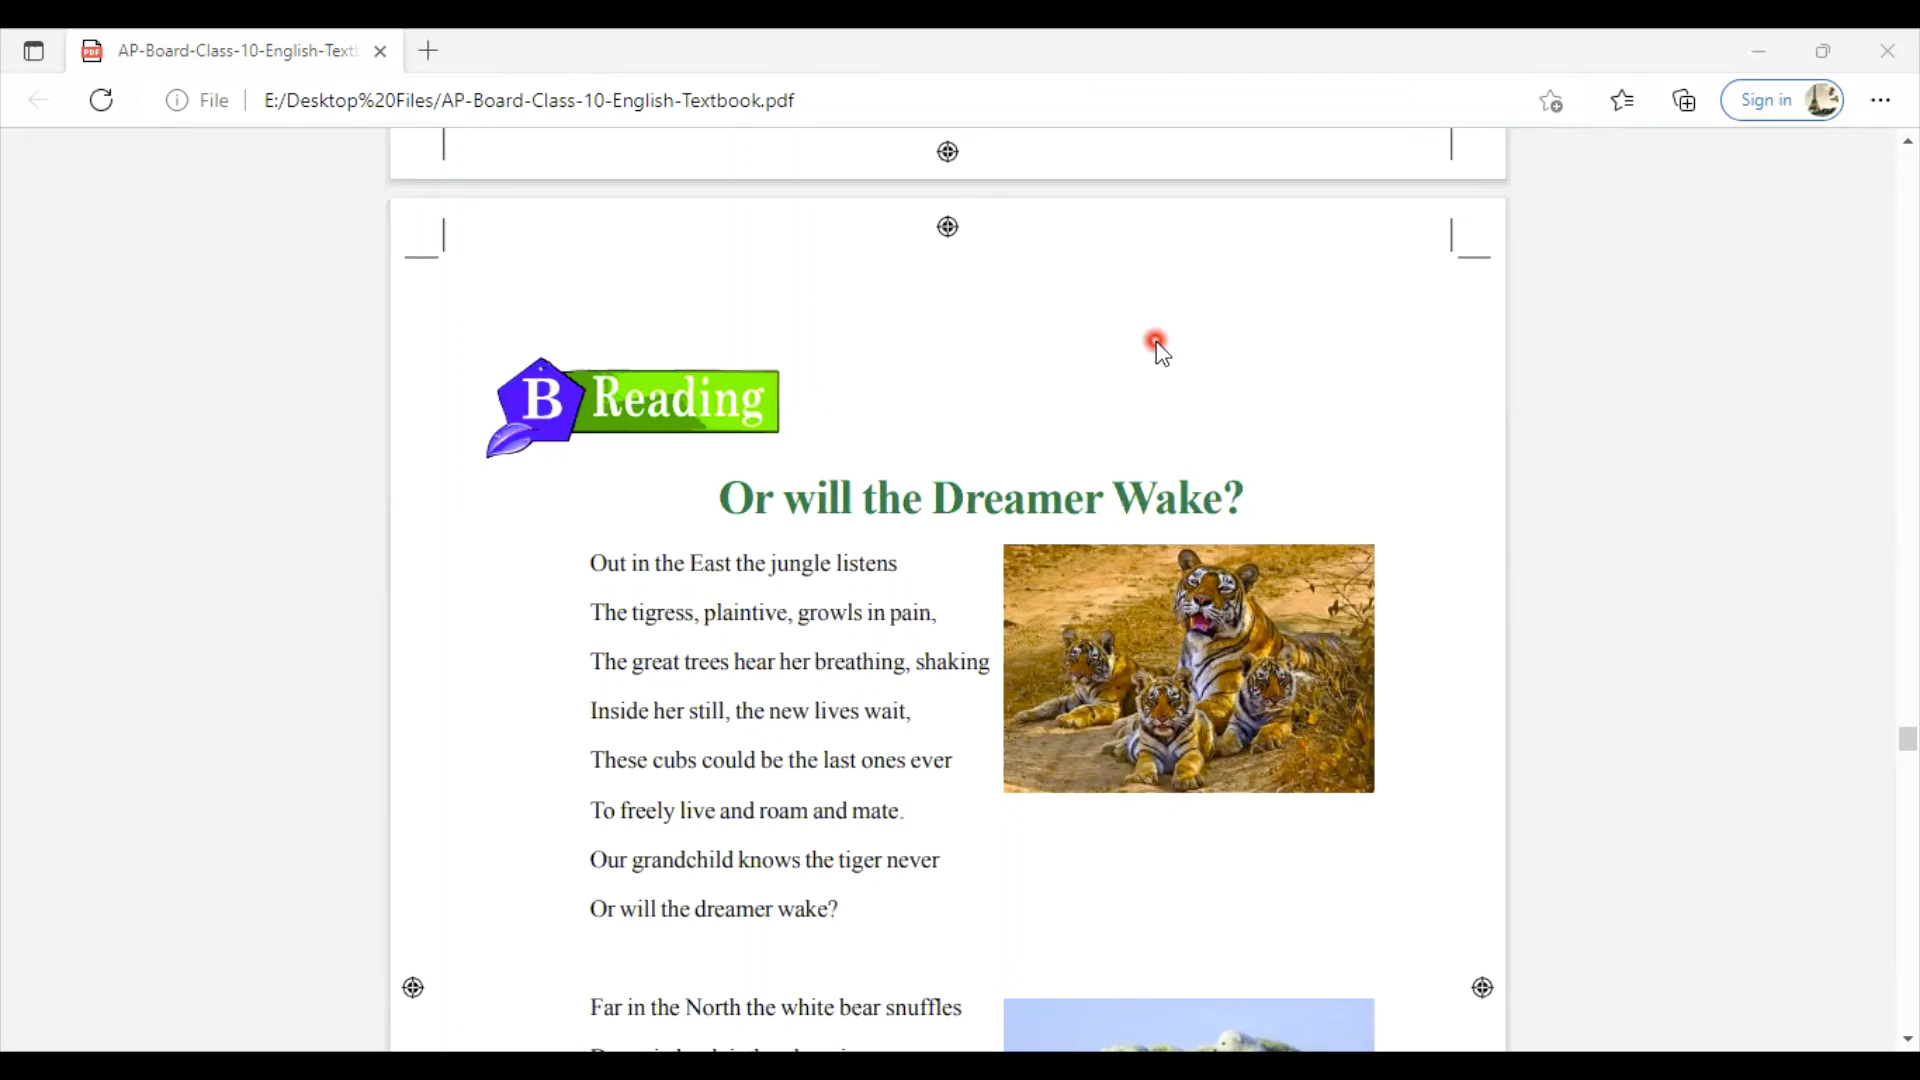 AP-Board-Class-10-English-Text
File
E:/Desktop%20Files/AP-Board-Class-10-English-Textbook.pdf
Sign in
B Reading
Or will the Dreamer Wake?
Out in the East the jungle listens
The tigress, plaintive, growls in pain,
The great trees hear her breathing, shaking
Inside her still, the new lives wait,
These cubs could be the last ones ever
To freely live and roam and mate.
Our grandchild knows the tiger never
Or will the dreamer wake?
Far in the North the white bear snuffles